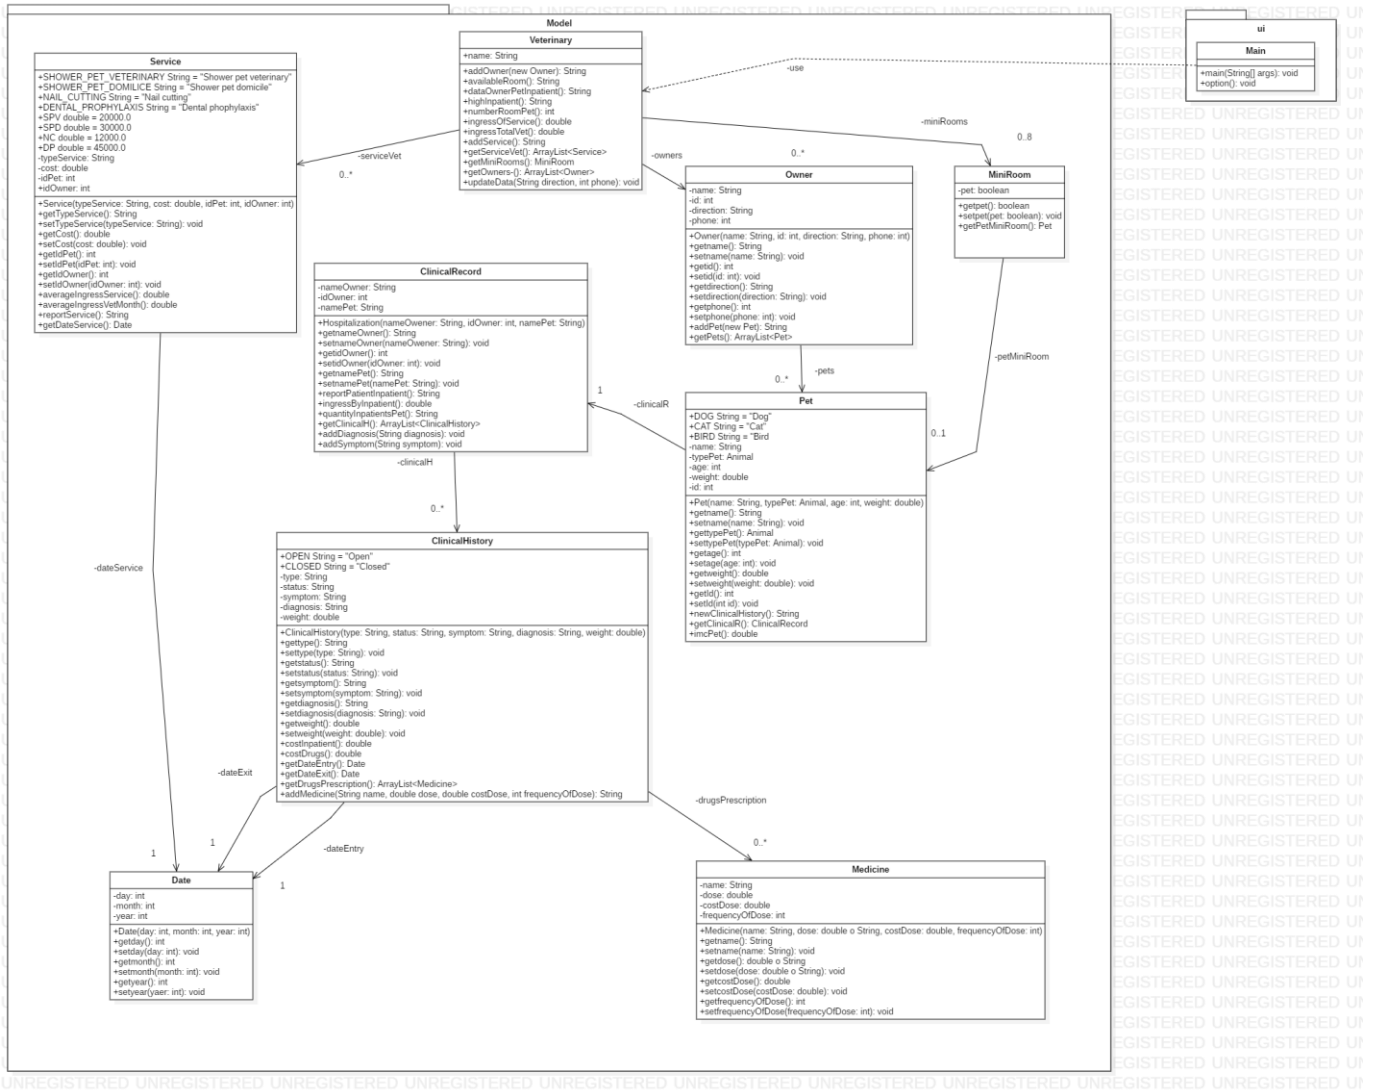 Model
Veterinary
+name: String
+addOwner(new Owner): String
+availableRoom(): String
+dataOwnerPetInpatient(): String
+highInpatient(): String
+numberRoomPet(): int
+ingressOfService(): double
+ingressTotalVet(): double
+addService(): String
+getServiceVet(): ArrayList<Service>
+getMiniRooms(): MiniRoom
+getOwners-(): ArrayList<Owner>
+updateData(String direction, int phone): void
ui
Main
+main(String[] args): void
+option(): void
-use
Service
+SHOWER_PET_VETERINARY String = "Shower pet veterinary"
+SHOWER_PET_DOMILICE String = "Shower pet domicile"
+NAIL_CUTTING String = "Nail cutting"
+DENTAL_PROPHYLAXIS String = "Dental phophylaxis"
+SPV double = 20000.0
+SPD double = 30000.0
+NC double = 12000.0
+DP double = 45000.0
-typeService: String
-cost: double
-idPet: int
+idOwner: int
+Service(typeService: String, cost: double, idPet: int, idOwner: int)
+getTypeService(): String
+setTypeService(typeService: String): void
+getCost(): double
+setCost(cost: double): void
+getIdPet(): int
+setIdPet(idPet: int): void
+getIdOwner(): int
+setIdOwner(idOwner: int): void
+averageIngressService(): double
+averageIngressVetMonth(): double
+reportService(): String
+getDateService(): Date
-serviceVet
0..*
-owners
0..*
-miniRooms
0..8
Owner
-name: String
-id: int
-direction: String
-phone: int
+Owner(name: String, id: int, direction: String, phone: int)
+getname(): String
+setname(name: String): void
+getid(): int
+setid(id: int): void
+getdirection(): String
+setdirection(direction: String): void
+getphone(): int
+setphone(phone: int): void
+addPet(new Pet): String
+getPets(): ArrayList<Pet>
MiniRoom
-pet: boolean
+getpet(): boolean
+setpet(pet: boolean): void
+getPetMiniRoom(): Pet
ClinicalRecord
-nameOwner: String
-idOwner: int
-namePet: String
+Hospitalization(nameOwener: String, idOwner: int, namePet: String)
+getnameOwner(): String
+setnameOwner(nameOwener: String): void
+getidOwner(): int
+setidOwner(idOwner: int): void
+getnamePet(): String
+setnamePet(namePet: String): void
+reportPatientInpatient(): String
+ingressByInpatient(): double
+quantityInpatientsPet(): String
+getClinicalH(): ArrayList<ClinicalHistory>
+addDiagnosis(String diagnosis): void
+addSymptom(String symptom): void
-pets
0..*
-petMiniRoom
0..1
1
-clinicalR
Pet
+DOG String = "Dog"
+CAT String = "Cat"
+BIRD String = "Bird
-name: String
-typePet: Animal
-age: int
-weight: double
-id: int
+Pet(name: String, typePet: Animal, age: int, weight: double)
+getname(): String
+setname(name: String): void
+gettypePet(): Animal
+settypePet(typePet: Animal): void
+getage(): int
+setage(age: int): void
+getweight(): double
+setweight(weight: double): void
+getId(): int
+setId(int id): void
+newClinicalHistory(): String
+getClinicalR(): ClinicalRecord
+imcPet(): double
-clinicalH
0..*
ClinicalHistory
+OPEN String = "Open"
+CLOSED String = "Closed"
-type: String
-status: String
-symptom: String
-diagnosis: String
-weight: double
+ClinicalHistory(type: String, status: String, symptom: String, diagnosis: String, weight: double)
+gettype(): String
+settype(type: String): void
+getstatus(): String
+setstatus(status: String): void
+getsymptom(): String
+setsymptom(symptom: String): void
+getdiagnosis(): String
+setdiagnosis(diagnosis: String): void
+getweight(): double
+setweight(weight: double): void
+costInpatient(): double
+costDrugs(): double
+getDateEntry(): Date
+getDateExit(): Date
+getDrugsPrescription(): ArrayList<Medicine>
+addMedicine(String name, double dose, double costDose, int frequencyOfDose): String
-dateService
1
-dateExit
1
-dateEntry
1
-drugsPrescription
0..*
Date
-day: int
-month: int
-year: int
+Date(day: int, month: int, year: int)
+getday(): int
+setday(day: int): void
+getmonth(): int
+setmonth(month: int): void
+getyear(): int
+setyear(yaer: int): void
Medicine
-name: String
-dose: double
-costDose: double
-frequencyOfDose: int
+Medicine(name: String, dose: double o String, costDose: double, frequencyOfDose: int)
+getname(): String
+setname(name: String): void
+getdose(): double o String
+setdose(dose: double o String): void
+getcostDose(): double
+setcostDose(costDose: double): void
+getfrequencyOfDose(): int
+setfrequencyOfDose(frequencyOfDose: int): void
UNREGISTERED UNREGISTERED UNREGISTERED UNREGISTERED UNREGISTERED UNREGISTERED UNREGISTERED UNREGISTERED UNREGISTERED UNREGISTERED